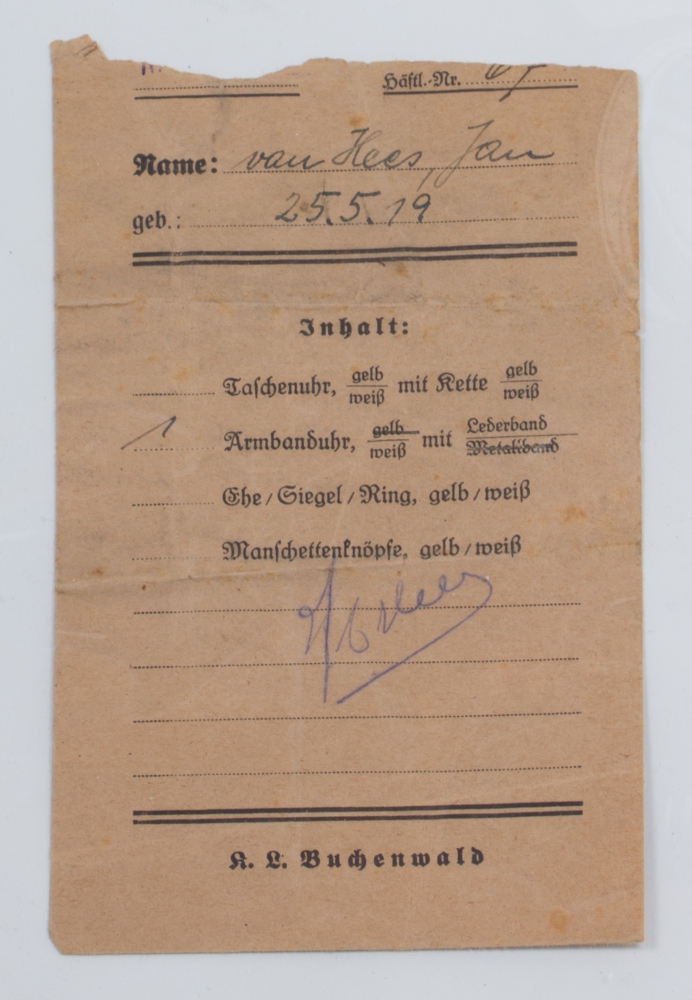 Häftl.-Nr.
Name: van Hees, Jan
geb.: 25.5.19
Inhalt:
Taschenuhr, gelb/weiß mit Kette gelb/weiß
1 Armbanduhr, gelb/weiß mit Lederband/Metallband
Ehe/Siegel/Ring, gelb/weiß
Manschettenknöpfe, gelb/weiß
K. L. Buchenwald